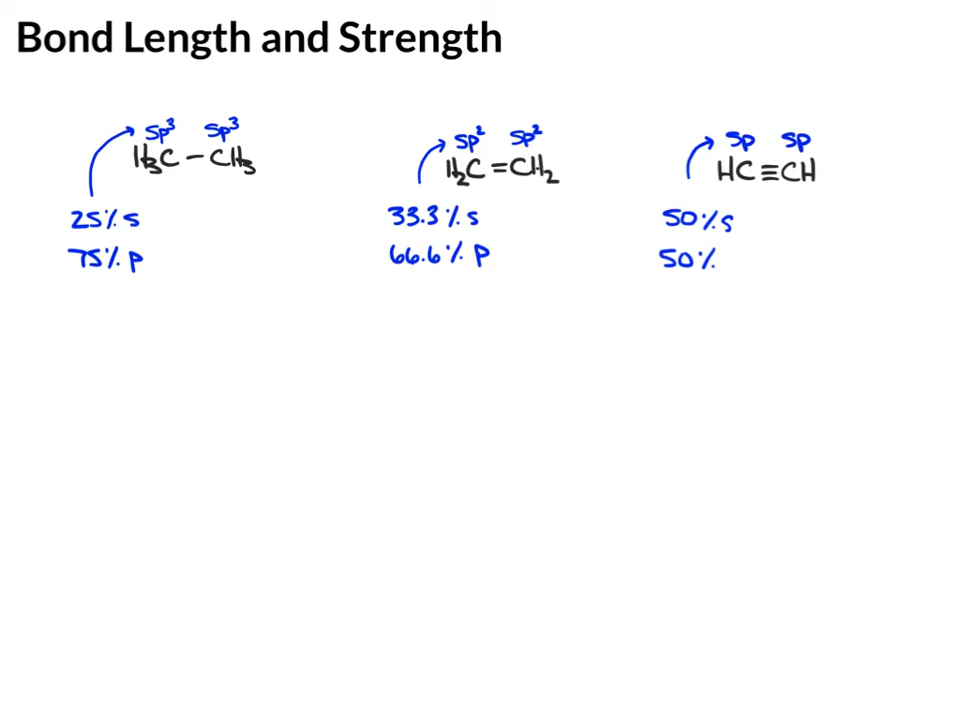 Bond Length and Strength
sp³ sp³
H₃C – CH₃
25% s
75% p
sp² sp²
H₂C = CH₂
33.3% s
66.6% p
sp sp
HC ≡ CH
50% s
50%